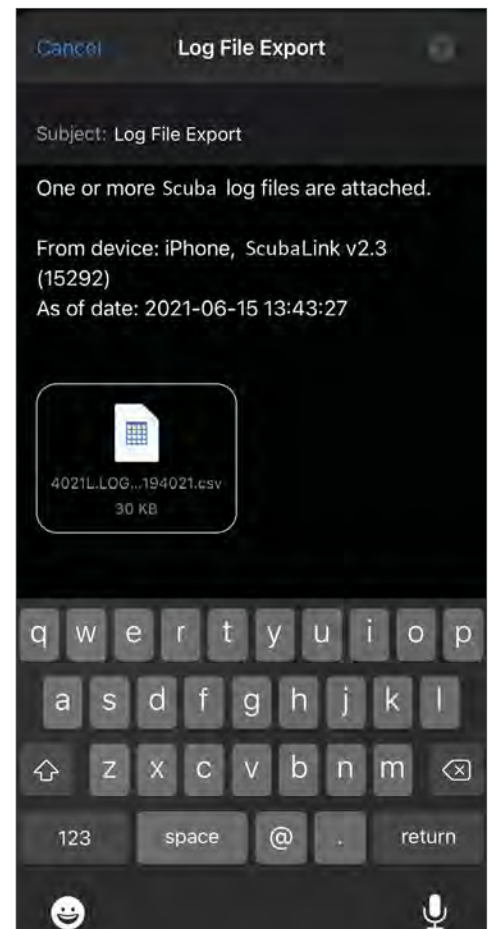 Cancel
Log File Export
Subject: Log File Export
One or more Scuba log files are attached.
From device: iPhone, ScubaLink v2.3
(15292)
As of date: 2021-06-15 13:43:27
4021L.LOG...194021.csv
30 KB
q w e r t y u i o p
a s d f g h j k l
z x c v b n m
123 space @ . return